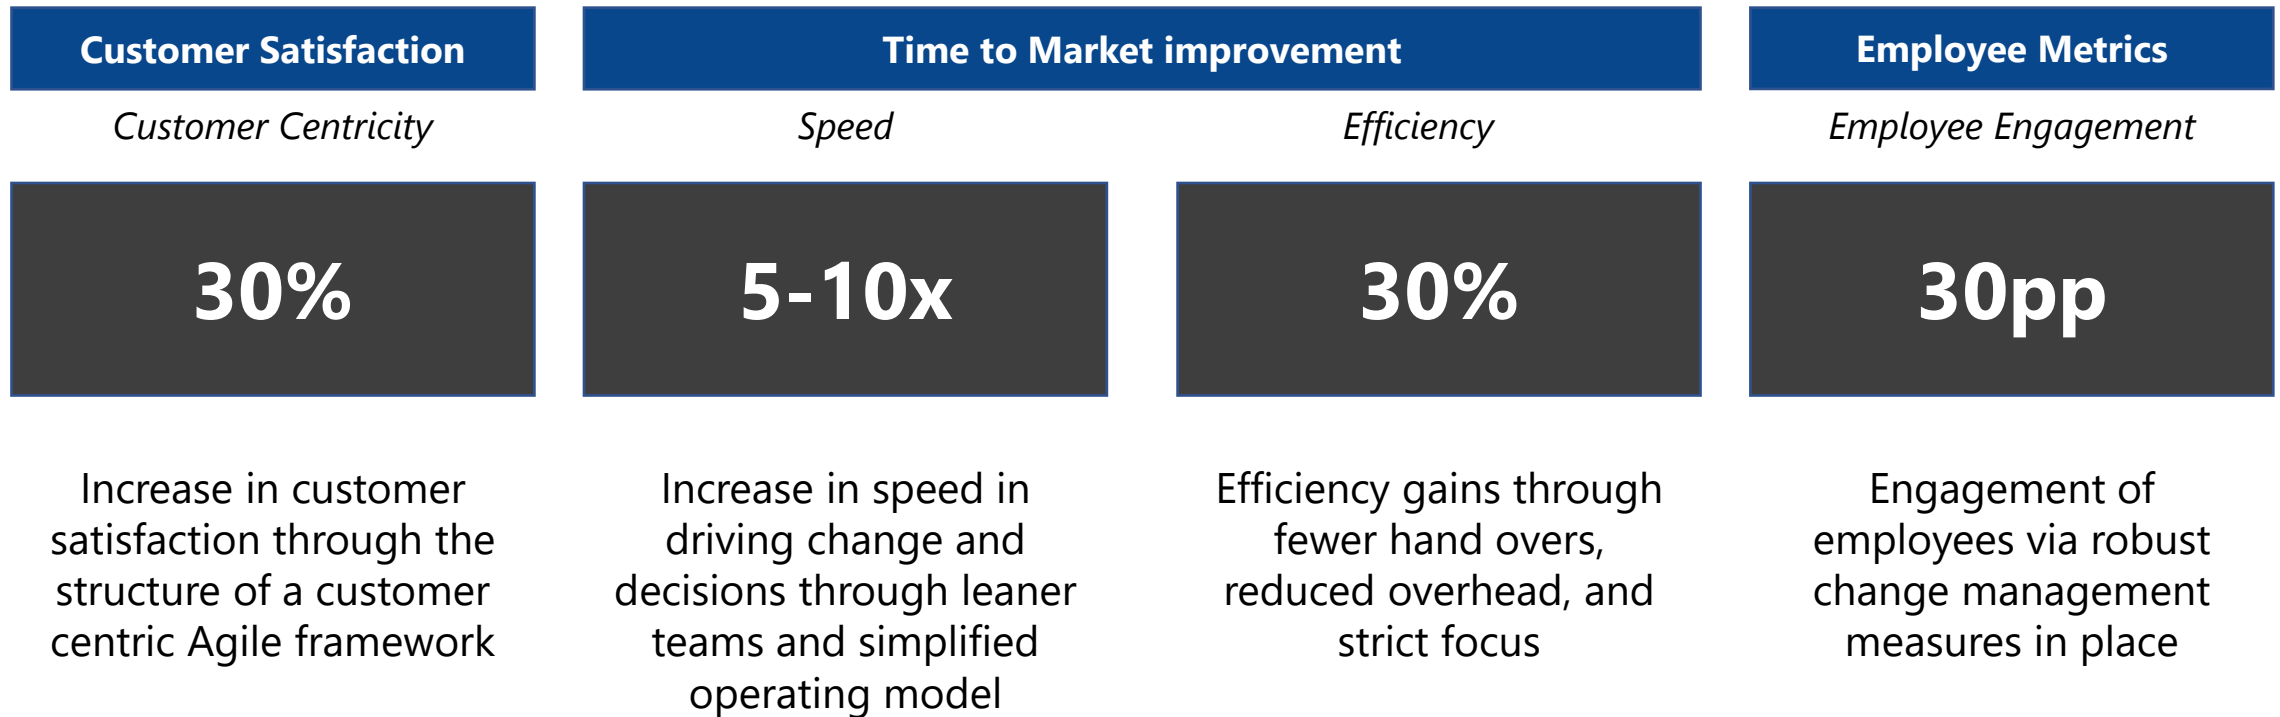 Customer Satisfaction
Time to Market improvement
Employee Metrics
Customer Centricity
Speed
Efficiency
Employee Engagement
30%
5-10x
30%
30pp
Increase in customer
satisfaction through the
structure of a customer
centric Agile framework
Increase in speed in
driving change and
decisions through leaner
teams and simplified
operating model
Efficiency gains through
fewer hand overs,
reduced overhead, and
strict focus
Engagement of
employees via robust
change management
measures in place